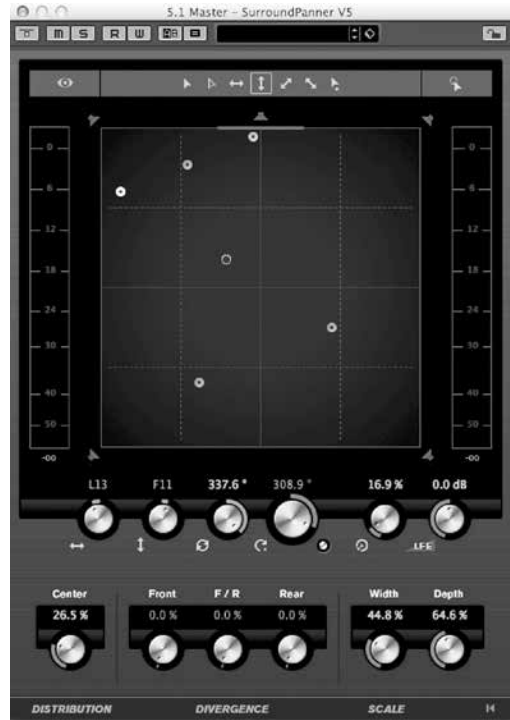 5.1 Master – SurroundPanner V5
m S R W AB
0 0
6 6
12 12
18 18
24 24
30 30
40 40
50 50
-oo -oo
L13 F11 337.6 ° 308.9 ° 16.9 % 0.0 dB
LFE
Center Front F / R Rear Width Depth
26.5 % 0.0 % 0.0 % 0.0 % 44.8 % 64.6 %
DISTRIBUTION DIVERGENCE SCALE